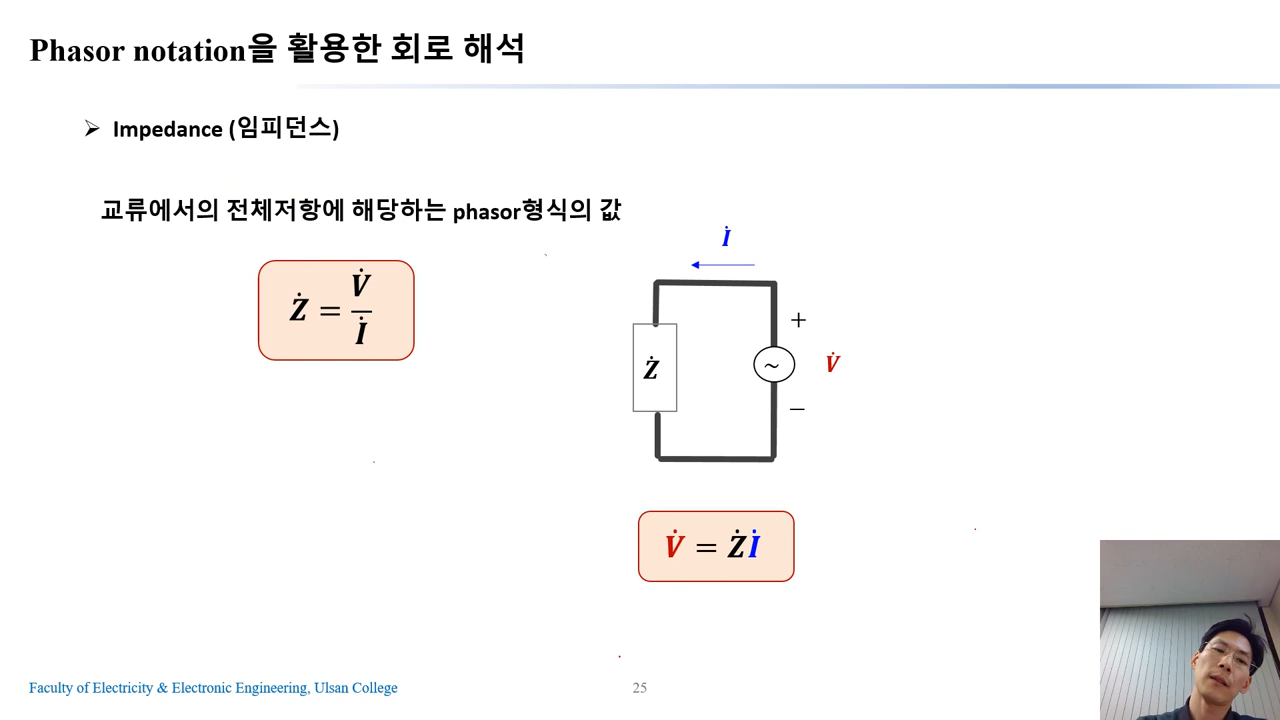 Phasor notation을 활용한 회로 해석
➢ Impedance (임피던스)
교류에서의 전체저항에 해당하는 phasor형식의 값
İ
Ż = V̇ / İ
+
Ż
~
V̇
−
V̇ = Żİ
Faculty of Electricity & Electronic Engineering, Ulsan College
25